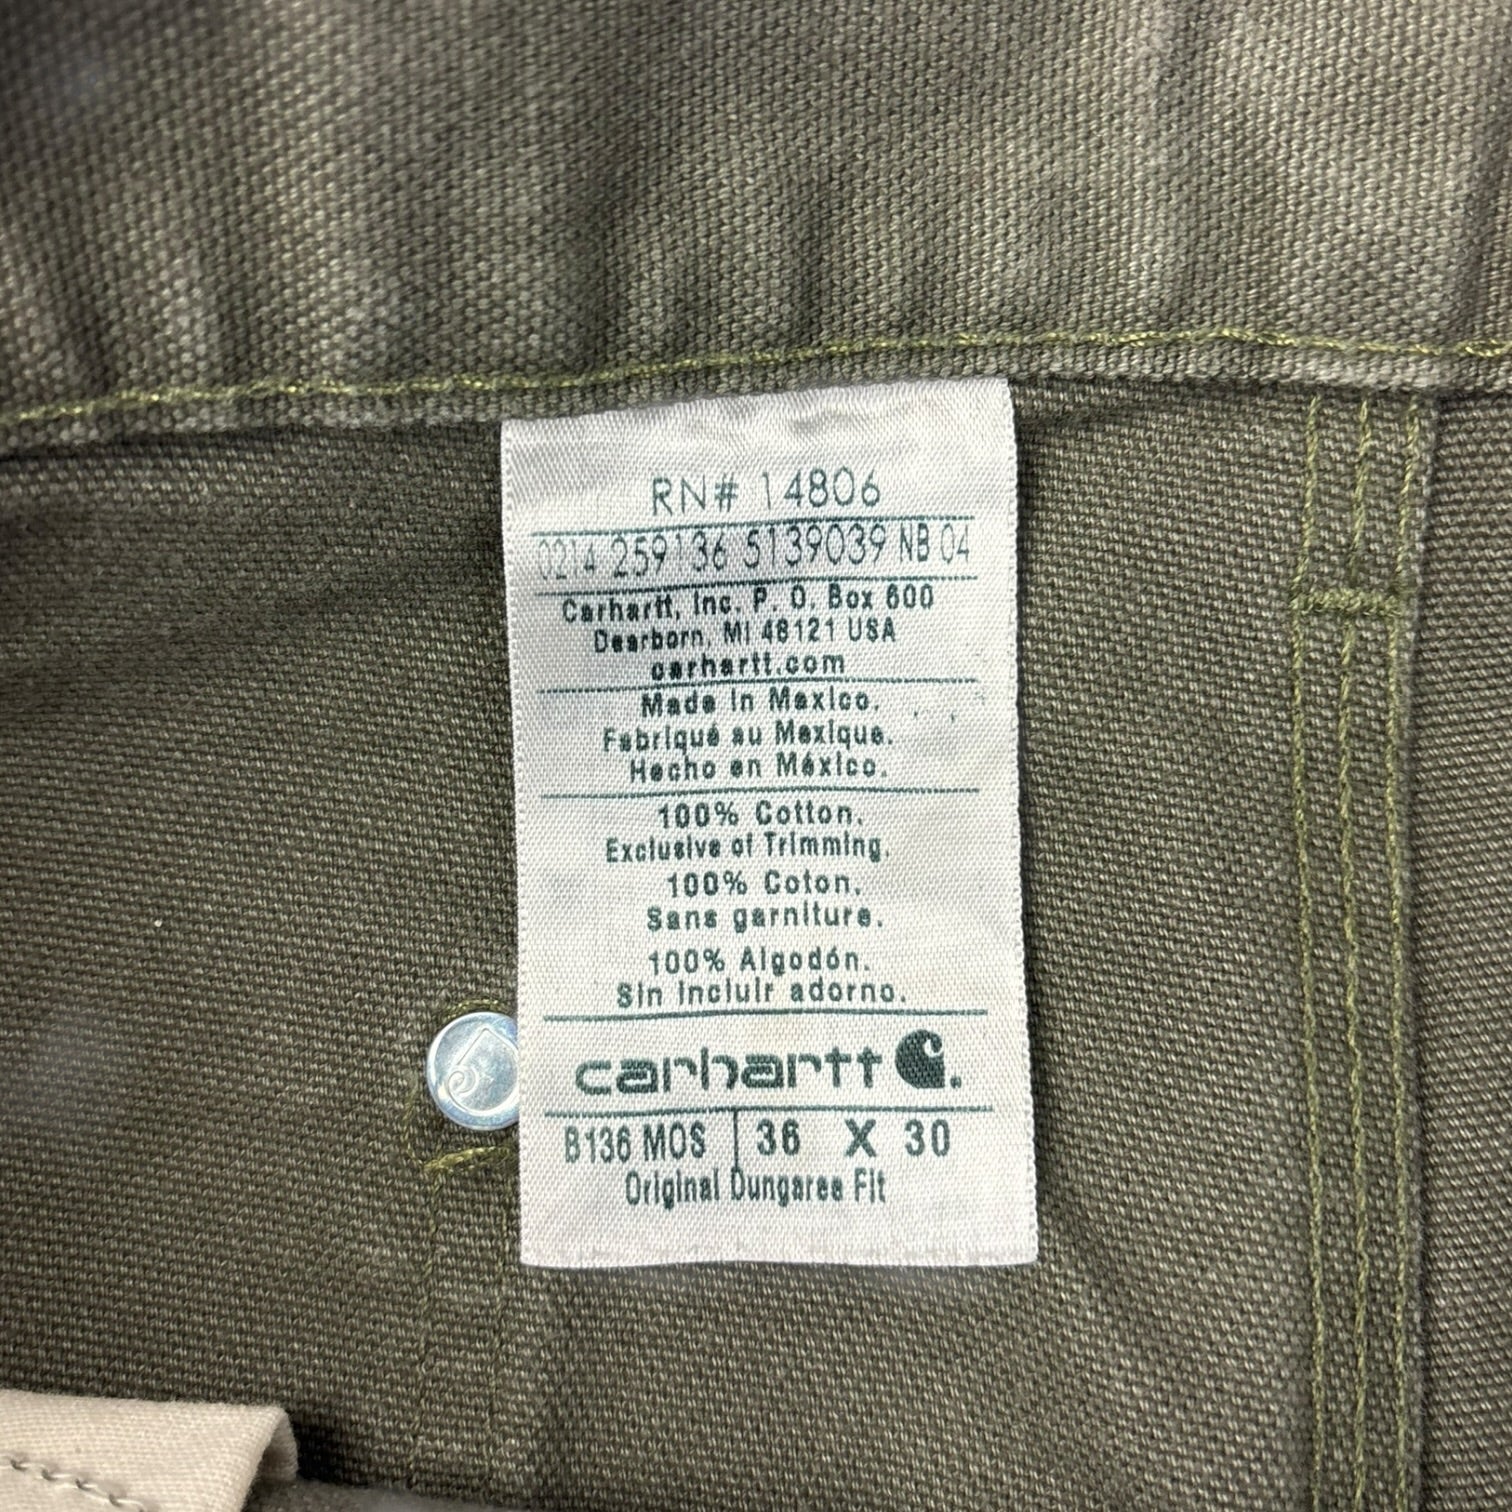 RN# 14806
0214 259136 5139039 NB 04
Carhartt, Inc. P. O. Box 600
Dearborn, MI 48121 USA
carhartt.com
Made in Mexico.
Fabriqué au Mexique.
Hecho en México.
100% Cotton.
Exclusive of Trimming.
100% Coton.
Sans garniture.
100% Algodón.
Sin incluir adorno.
carhartt
B136 MOS 36 X 30
Original Dungaree Fit